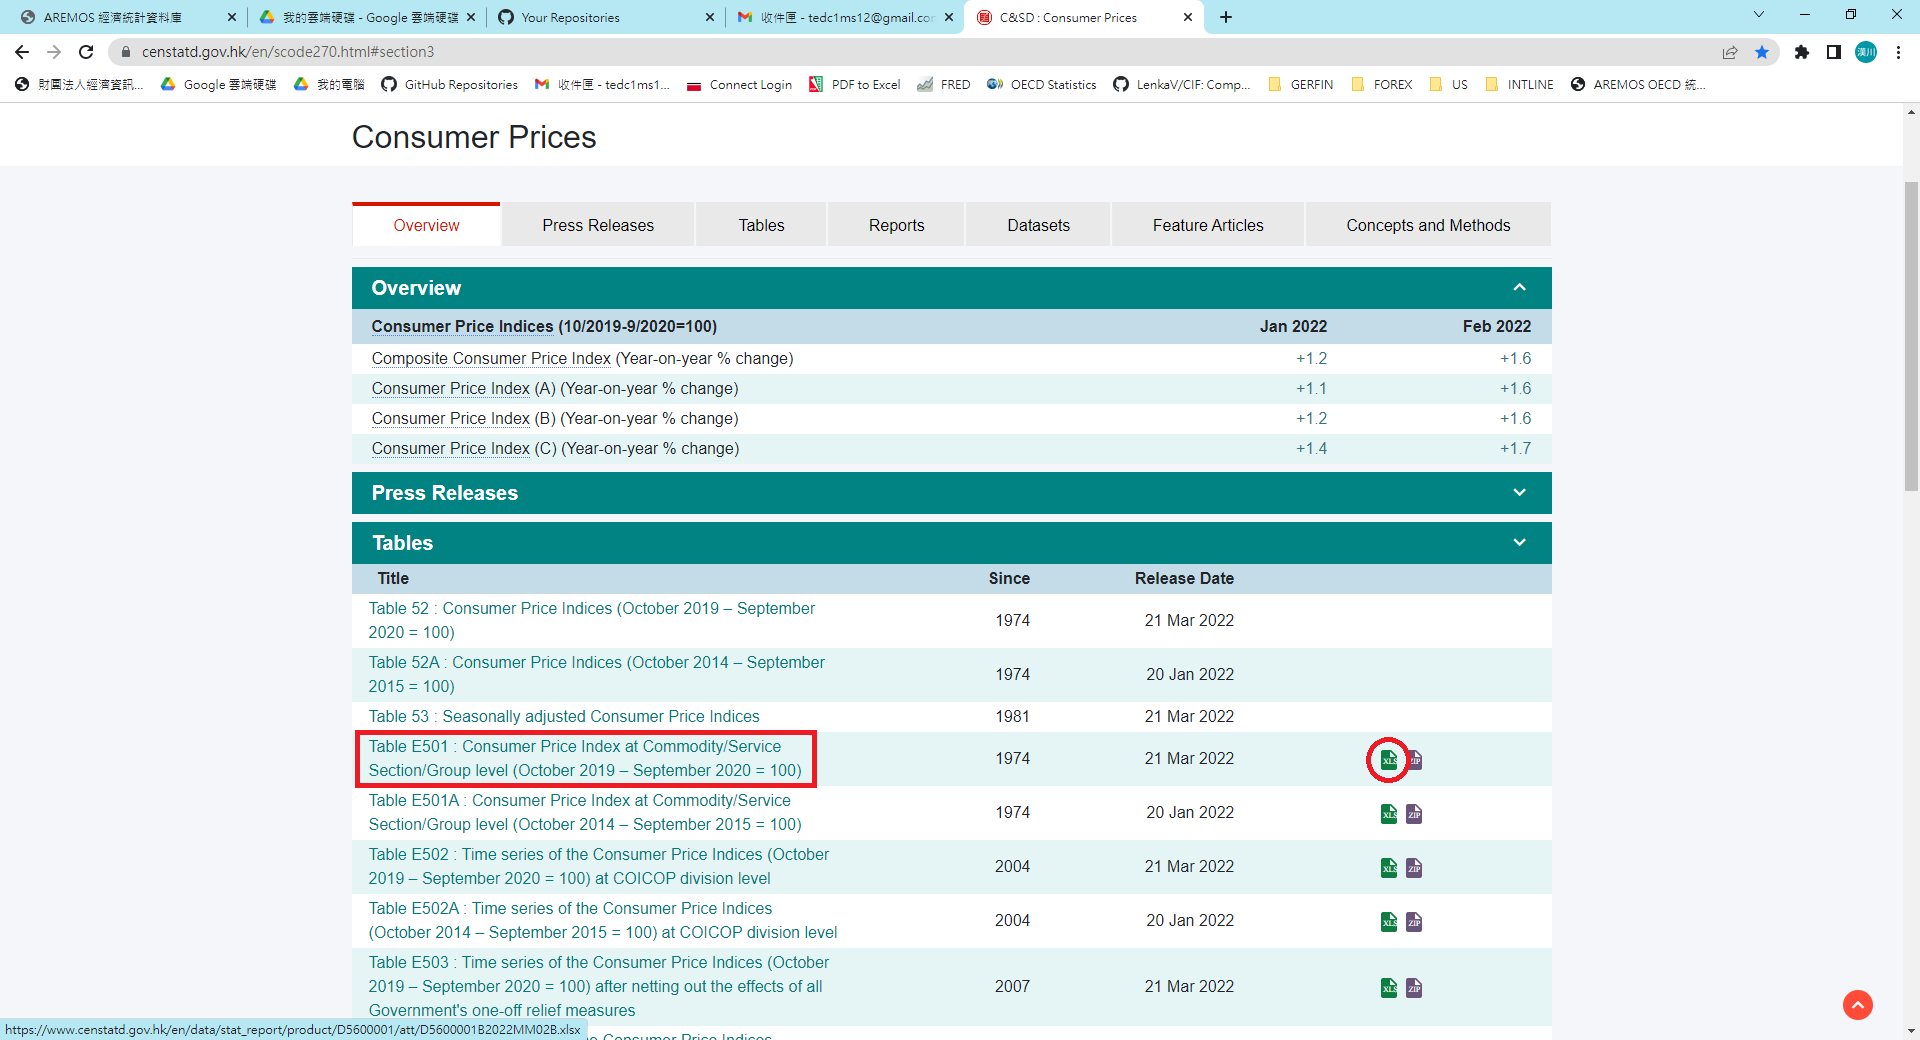 AREMOS 經濟統計資料庫
我的雲端硬碟 - Google 雲端硬碟
Your Repositories
收件匣 - tedc1ms12@gmail.co
C&SD : Consumer Prices
censtatd.gov.hk/en/scode270.html#section3
漢川
財團法人經濟資訊...
Google 雲端硬碟
我的電腦
GitHub Repositories
收件匣 - tedc1ms1...
Connect Login
PDF to Excel
FRED
OECD Statistics
LenkaV/CIF: Comp...
GERFIN
FOREX
US
INTLINE
AREMOS OECD 統...
Consumer Prices
Overview
Press Releases
Tables
Reports
Datasets
Feature Articles
Concepts and Methods
Overview
Consumer Price Indices (10/2019-9/2020=100) Jan 2022 Feb 2022
Composite Consumer Price Index (Year-on-year % change) +1.2 +1.6
Consumer Price Index (A) (Year-on-year % change) +1.1 +1.6
Consumer Price Index (B) (Year-on-year % change) +1.2 +1.6
Consumer Price Index (C) (Year-on-year % change) +1.4 +1.7
Press Releases
Tables
Title Since Release Date
Table 52 : Consumer Price Indices (October 2019 – September
2020 = 100)
1974 21 Mar 2022
Table 52A : Consumer Price Indices (October 2014 – September
2015 = 100)
1974 20 Jan 2022
Table 53 : Seasonally adjusted Consumer Price Indices 1981 21 Mar 2022
Table E501 : Consumer Price Index at Commodity/Service
Section/Group level (October 2019 – September 2020 = 100)
1974 21 Mar 2022 XLS ZIP
Table E501A : Consumer Price Index at Commodity/Service
Section/Group level (October 2014 – September 2015 = 100)
1974 20 Jan 2022 XLS ZIP
Table E502 : Time series of the Consumer Price Indices (October
2019 – September 2020 = 100) at COICOP division level
2004 21 Mar 2022 XLS ZIP
Table E502A : Time series of the Consumer Price Indices
(October 2014 – September 2015 = 100) at COICOP division level
2004 20 Jan 2022 XLS ZIP
Table E503 : Time series of the Consumer Price Indices (October
2019 – September 2020 = 100) after netting out the effects of all
Government's one-off relief measures
2007 21 Mar 2022 XLS ZIP
https://www.censtatd.gov.hk/en/data/stat_report/product/D5600001/att/D5600001B2022MM02B.xlsx
Consumer Price Indices